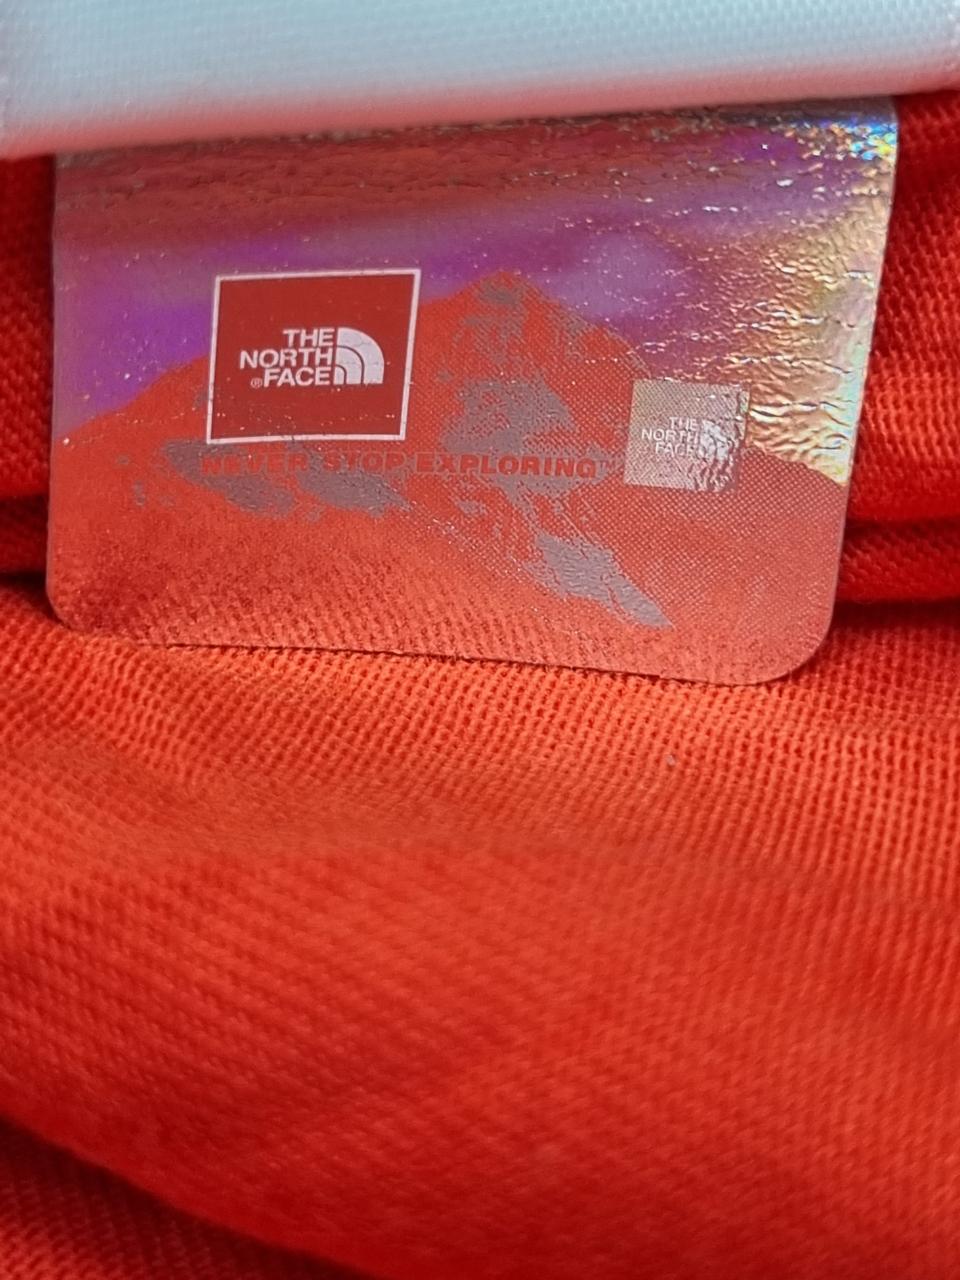 THE
NORTH
®FACE
NEVER STOP EXPLORING™
THE
NORTH
FACE